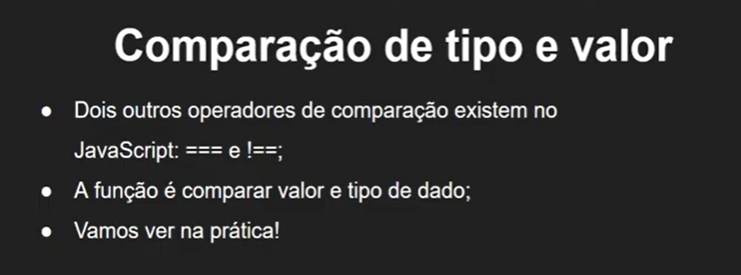 Comparação de tipo e valor
● Dois outros operadores de comparação existem no
JavaScript: === e !==;
● A função é comparar valor e tipo de dado;
● Vamos ver na prática!